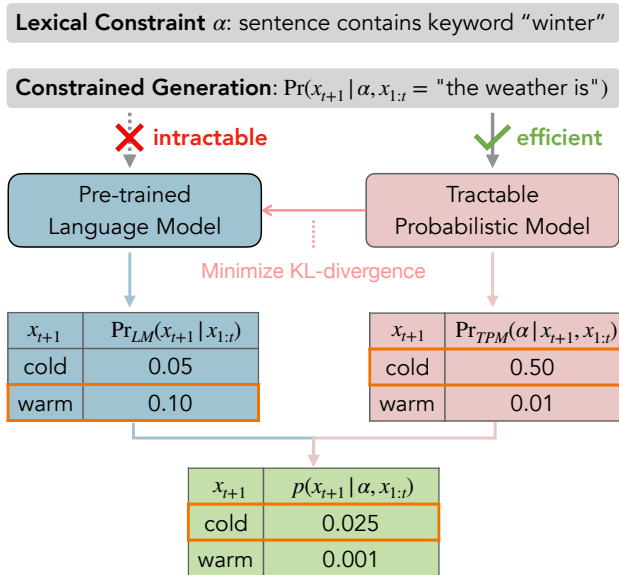 Lexical Constraint α: sentence contains keyword “winter”
Constrained Generation: Pr(x_{t+1} | α, x_{1:t} = "the weather is")
intractable
efficient
Pre-trained
Language Model
Tractable
Probabilistic Model
Minimize KL-divergence
x_{t+1} Pr_{LM}(x_{t+1} | x_{1:t})
cold 0.05
warm 0.10
x_{t+1} Pr_{TPM}(α | x_{t+1}, x_{1:t})
cold 0.50
warm 0.01
x_{t+1} p(x_{t+1} | α, x_{1:t})
cold 0.025
warm 0.001